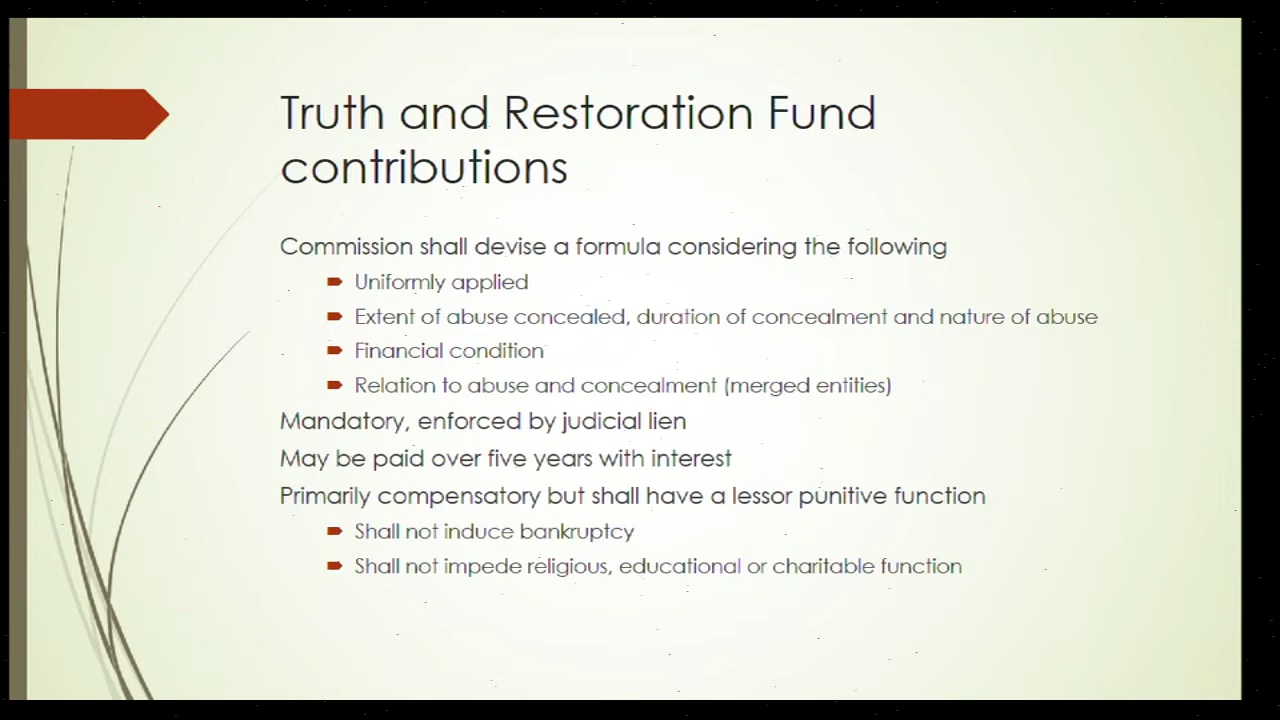 Truth and Restoration Fund
contributions
Commission shall devise a formula considering the following
Uniformly applied
Extent of abuse concealed, duration of concealment and nature of abuse
Financial condition
Relation to abuse and concealment (merged entities)
Mandatory, enforced by judicial lien
May be paid over five years with interest
Primarily compensatory but shall have a lessor punitive function
Shall not induce bankruptcy
Shall not impede religious, educational or charitable function